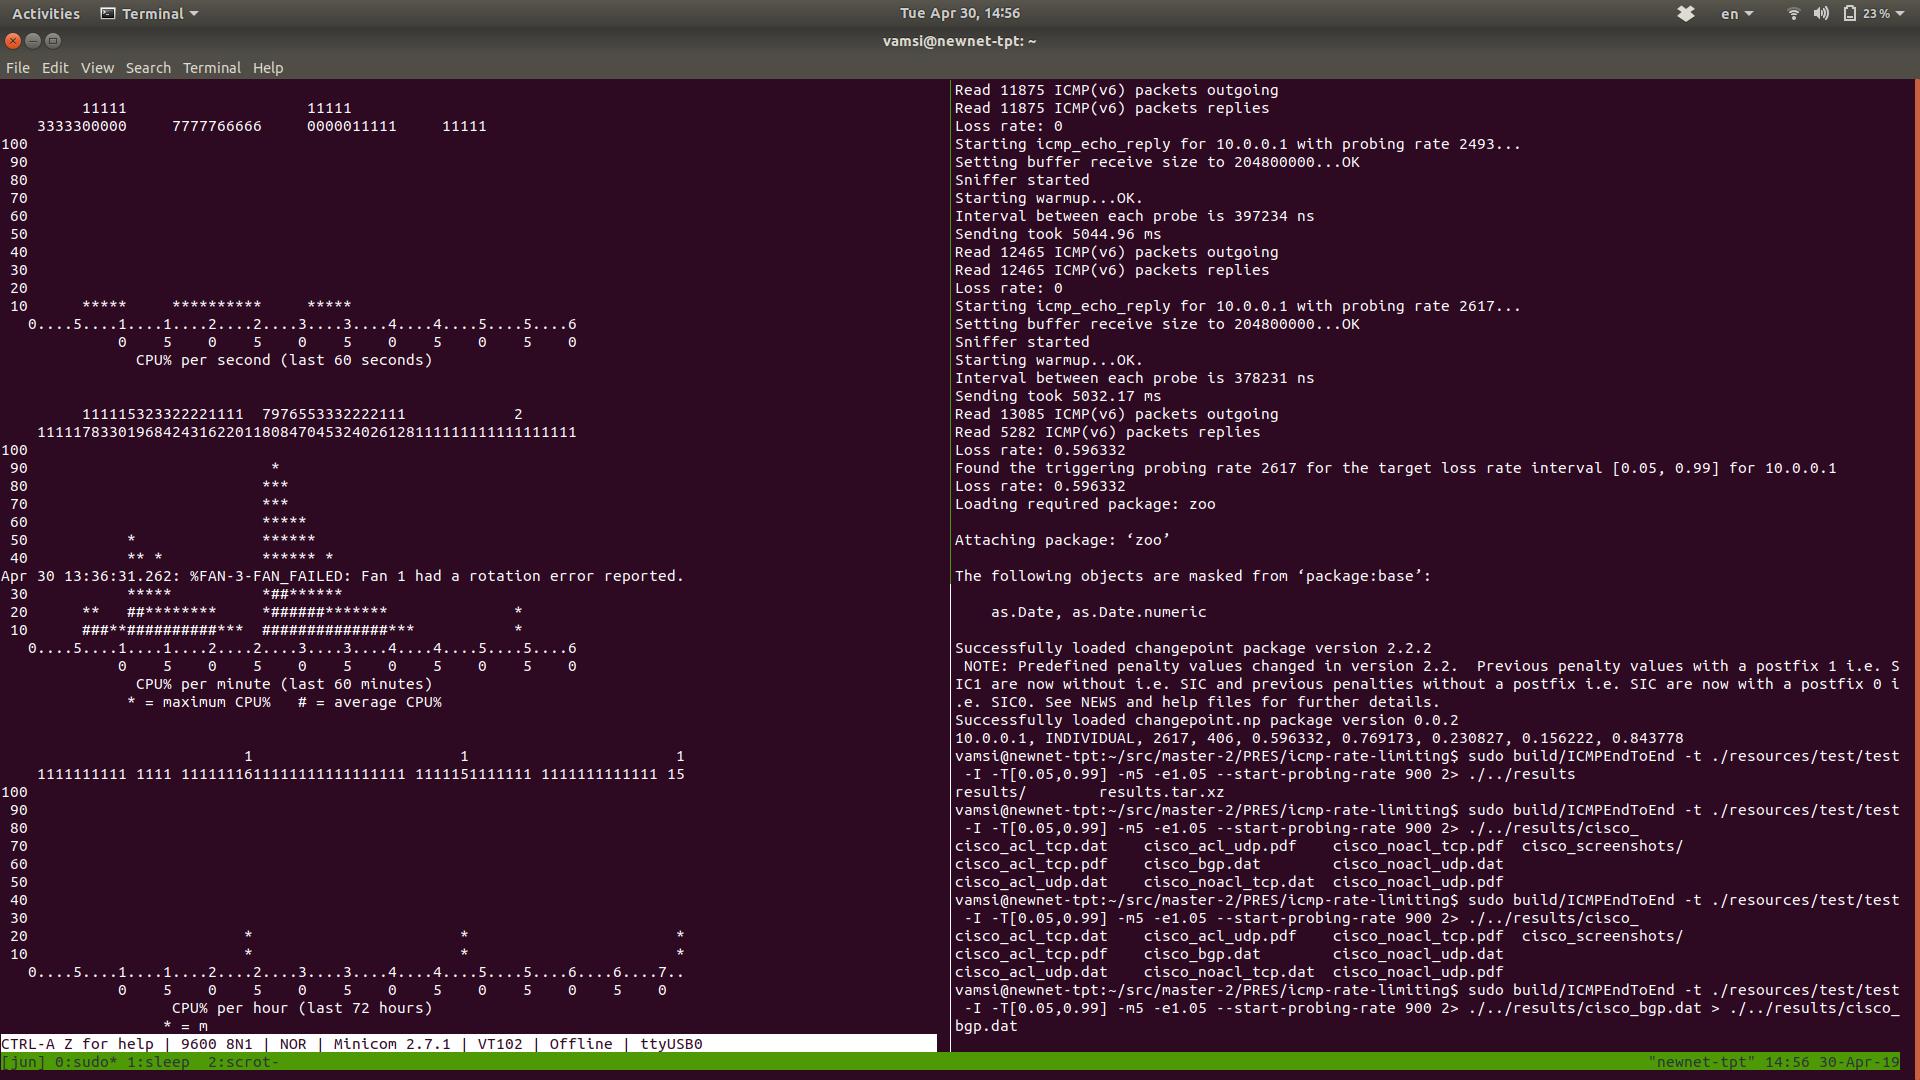 Activities Terminal Tue Apr 30, 14:56 en 23 %
vamsi@newnet-tpt: ~
File Edit View Search Terminal Help
         11111                    11111
    3333300000     7777766666     0000011111     11111
100
 90
 80
 70
 60
 50
 40
 30
 20
 10      *****     **********     *****
   0....5....1....1....2....2....3....3....4....4....5....5....6
             0    5    0    5    0    5    0    5    0    5    0
               CPU% per second (last 60 seconds)
         111115323322221111  7976553332222111            2
    111117833019684243162201180847045324026128111111111111111111
100
 90                           *
 80                          ***
 70                          ***
 60                          *****
 50              *           ******
 40              ** *        ****** *
Apr 30 13:36:31.262: %FAN-3-FAN_FAILED: Fan 1 had a rotation error reported.
 30              *****          *##******
 20         **   ##********     *######*******              *
 10         ###**##########***  ##############***           *
   0....5....1....1....2....2....3....3....4....4....5....5....6
             0    5    0    5    0    5    0    5    0    5    0
               CPU% per minute (last 60 minutes)
              * = maximum CPU%   # = average CPU%
                           1                       1                       1
    1111111111 1111 1111111611111111111111111 1111151111111 1111111111111 15
100
 90
 80
 70
 60
 50
 40
 30
 20                        *                       *                       *
 10                        *                       *                       *
   0....5....1....1....2....2....3....3....4....4....5....5....6....6....7..
             0    5    0    5    0    5    0    5    0    5    0    5    0
                   CPU% per hour (last 72 hours)
                  * = m
CTRL-A Z for help | 9600 8N1 | NOR | Minicom 2.7.1 | VT102 | Offline | ttyUSB0
Read 11875 ICMP(v6) packets outgoing
Read 11875 ICMP(v6) packets replies
Loss rate: 0
Starting icmp_echo_reply for 10.0.0.1 with probing rate 2493...
Setting buffer receive size to 204800000...OK
Sniffer started
Starting warmup...OK.
Interval between each probe is 397234 ns
Sending took 5044.96 ms
Read 12465 ICMP(v6) packets outgoing
Read 12465 ICMP(v6) packets replies
Loss rate: 0
Starting icmp_echo_reply for 10.0.0.1 with probing rate 2617...
Setting buffer receive size to 204800000...OK
Sniffer started
Starting warmup...OK.
Interval between each probe is 378231 ns
Sending took 5032.17 ms
Read 13085 ICMP(v6) packets outgoing
Read 5282 ICMP(v6) packets replies
Loss rate: 0.596332
Found the triggering probing rate 2617 for the target loss rate interval [0.05, 0.99] for 10.0.0.1
Loss rate: 0.596332
Loading required package: zoo
Attaching package: ‘zoo’
The following objects are masked from ‘package:base’:
    as.Date, as.Date.numeric
Successfully loaded changepoint package version 2.2.2
 NOTE: Predefined penalty values changed in version 2.2.  Previous penalty values with a postfix 1 i.e. S
IC1 are now without i.e. SIC and previous penalties without a postfix i.e. SIC are now with a postfix 0 i
.e. SIC0. See NEWS and help files for further details.
Successfully loaded changepoint.np package version 0.0.2
10.0.0.1, INDIVIDUAL, 2617, 406, 0.596332, 0.769173, 0.230827, 0.156222, 0.843778
vamsi@newnet-tpt:~/src/master-2/PRES/icmp-rate-limiting$ sudo build/ICMPEndToEnd -t ./resources/test/test
 -I -T[0.05,0.99] -m5 -e1.05 --start-probing-rate 900 2> ./../results
results/        results.tar.xz
vamsi@newnet-tpt:~/src/master-2/PRES/icmp-rate-limiting$ sudo build/ICMPEndToEnd -t ./resources/test/test
 -I -T[0.05,0.99] -m5 -e1.05 --start-probing-rate 900 2> ./../results/cisco_
cisco_acl_tcp.dat    cisco_acl_udp.pdf    cisco_noacl_tcp.pdf  cisco_screenshots/
cisco_acl_tcp.pdf    cisco_bgp.dat        cisco_noacl_udp.dat
cisco_acl_udp.dat    cisco_noacl_tcp.dat  cisco_noacl_udp.pdf
vamsi@newnet-tpt:~/src/master-2/PRES/icmp-rate-limiting$ sudo build/ICMPEndToEnd -t ./resources/test/test
 -I -T[0.05,0.99] -m5 -e1.05 --start-probing-rate 900 2> ./../results/cisco_
cisco_acl_tcp.dat    cisco_acl_udp.pdf    cisco_noacl_tcp.pdf  cisco_screenshots/
cisco_acl_tcp.pdf    cisco_bgp.dat        cisco_noacl_udp.dat
cisco_acl_udp.dat    cisco_noacl_tcp.dat  cisco_noacl_udp.pdf
vamsi@newnet-tpt:~/src/master-2/PRES/icmp-rate-limiting$ sudo build/ICMPEndToEnd -t ./resources/test/test
 -I -T[0.05,0.99] -m5 -e1.05 --start-probing-rate 900 2> ./../results/cisco_bgp.dat > ./../results/cisco_
bgp.dat
[jun] 0:sudo* 1:sleep  2:scrot- "newnet-tpt" 14:56 30-Apr-19